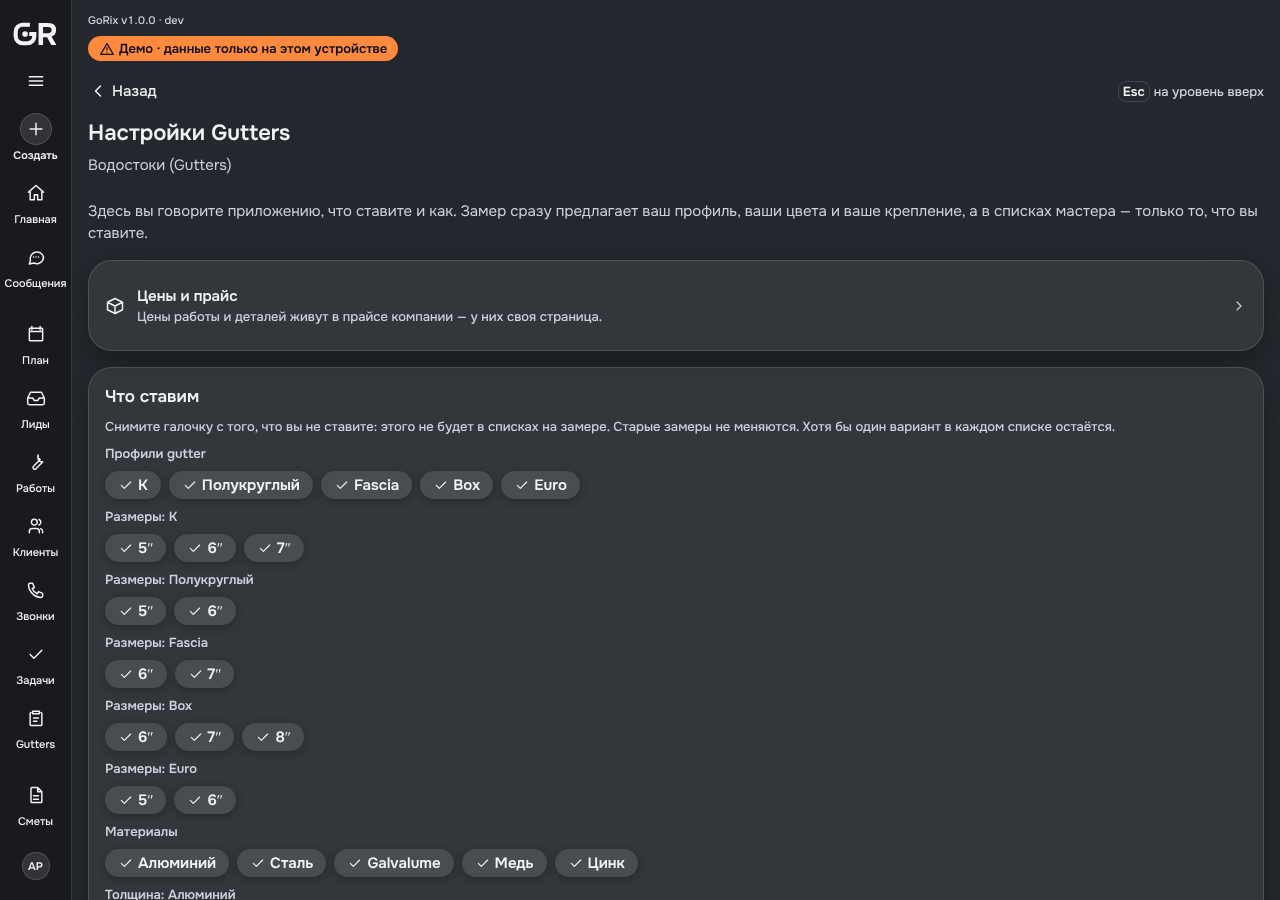 GR
GoRix v1.0.0 · dev
Демо · данные только на этом устройстве
Назад
Esc на уровень вверх
Настройки Gutters
Водостоки (Gutters)
Здесь вы говорите приложению, что ставите и как. Замер сразу предлагает ваш профиль, ваши цвета и ваше крепление, а в списках мастера — только то, что вы
ставите.
Цены и прайс
Цены работы и деталей живут в прайсе компании — у них своя страница.
Что ставим
Снимите галочку с того, что вы не ставите: этого не будет в списках на замере. Старые замеры не меняются. Хотя бы один вариант в каждом списке остаётся.
Профили gutter
K Полукруглый Fascia Box Euro
Размеры: K
5″ 6″ 7″
Размеры: Полукруглый
5″ 6″
Размеры: Fascia
6″ 7″
Размеры: Box
6″ 7″ 8″
Размеры: Euro
5″ 6″
Материалы
Алюминий Сталь Galvalume Медь Цинк
Толщина: Алюминий
Создать
Главная
Сообщения
План
Лиды
Работы
Клиенты
Звонки
Задачи
Gutters
Сметы
AP